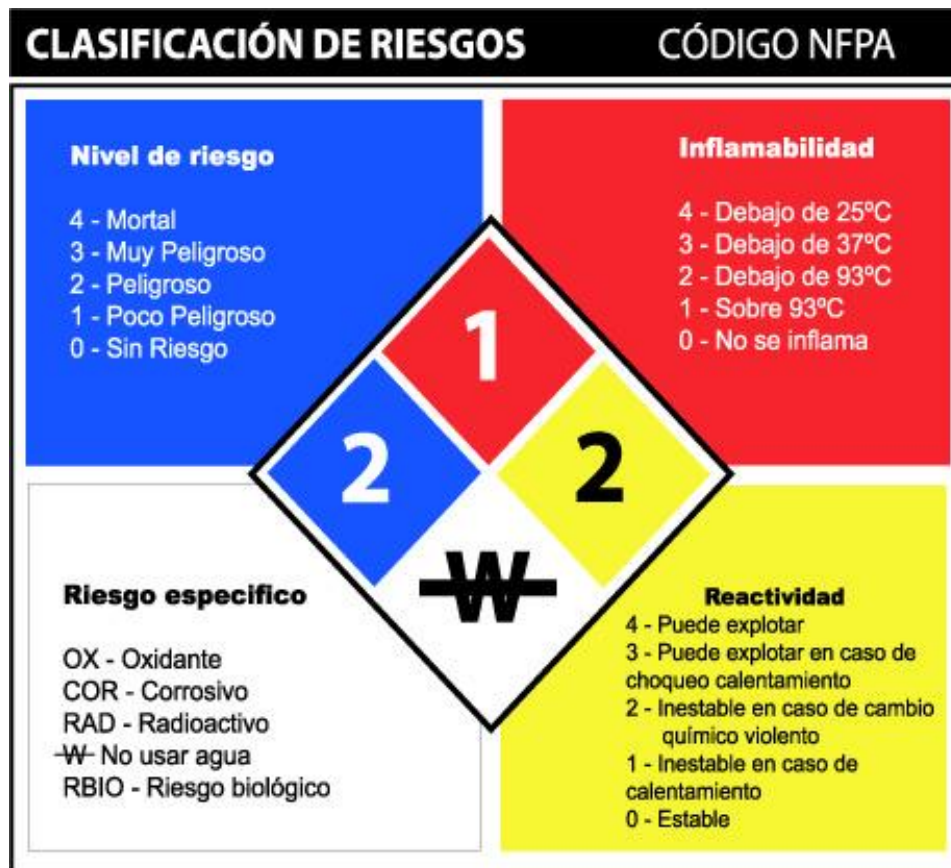 CLASIFICACIÓN DE RIESGOS CÓDIGO NFPA
Nivel de riesgo
4 - Mortal
3 - Muy Peligroso
2 - Peligroso
1 - Poco Peligroso
0 - Sin Riesgo
Inflamabilidad
4 - Debajo de 25ºC
3 - Debajo de 37ºC
2 - Debajo de 93ºC
1 - Sobre 93ºC
0 - No se inflama
1
2
2
W
Riesgo especifico
OX - Oxidante
COR - Corrosivo
RAD - Radioactivo
W No usar agua
RBIO - Riesgo biológico
Reactividad
4 - Puede explotar
3 - Puede explotar en caso de
choqueo calentamiento
2 - Inestable en caso de cambio
químico violento
1 - Inestable en caso de
calentamiento
0 - Estable